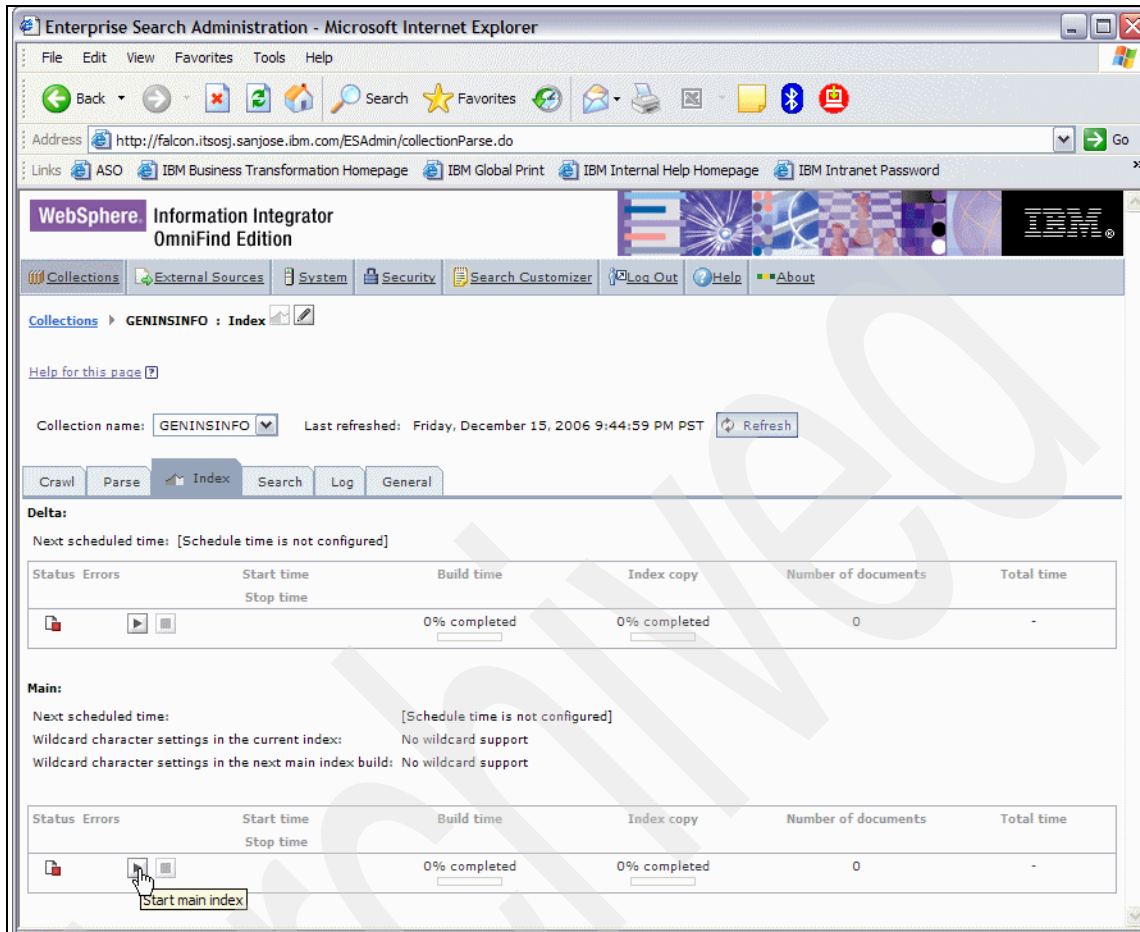 Enterprise Search Administration - Microsoft Internet Explorer
File Edit View Favorites Tools Help
Back Search Favorites
Address http://falcon.itsosj.sanjose.ibm.com/ESAdmin/collectionParse.do Go
Links ASO IBM Business Transformation Homepage IBM Global Print IBM Internal Help Homepage IBM Intranet Password »
WebSphere. Information Integrator
OmniFind Edition
IBM®
Collections External Sources System Security Search Customizer Log Out Help About
Collections GENINSINFO : Index
Help for this page ?
Collection name: GENINSINFO Last refreshed: Friday, December 15, 2006 9:44:59 PM PST Refresh
Crawl Parse Index Search Log General
Delta:
Next scheduled time: [Schedule time is not configured]
Status Errors Start time Build time Index copy Number of documents Total time
Stop time
0% completed 0% completed 0 -
Main:
Next scheduled time: [Schedule time is not configured]
Wildcard character settings in the current index: No wildcard support
Wildcard character settings in the next main index build: No wildcard support
Status Errors Start time Build time Index copy Number of documents Total time
Stop time
0% completed 0% completed 0 -
Start main index
Archived